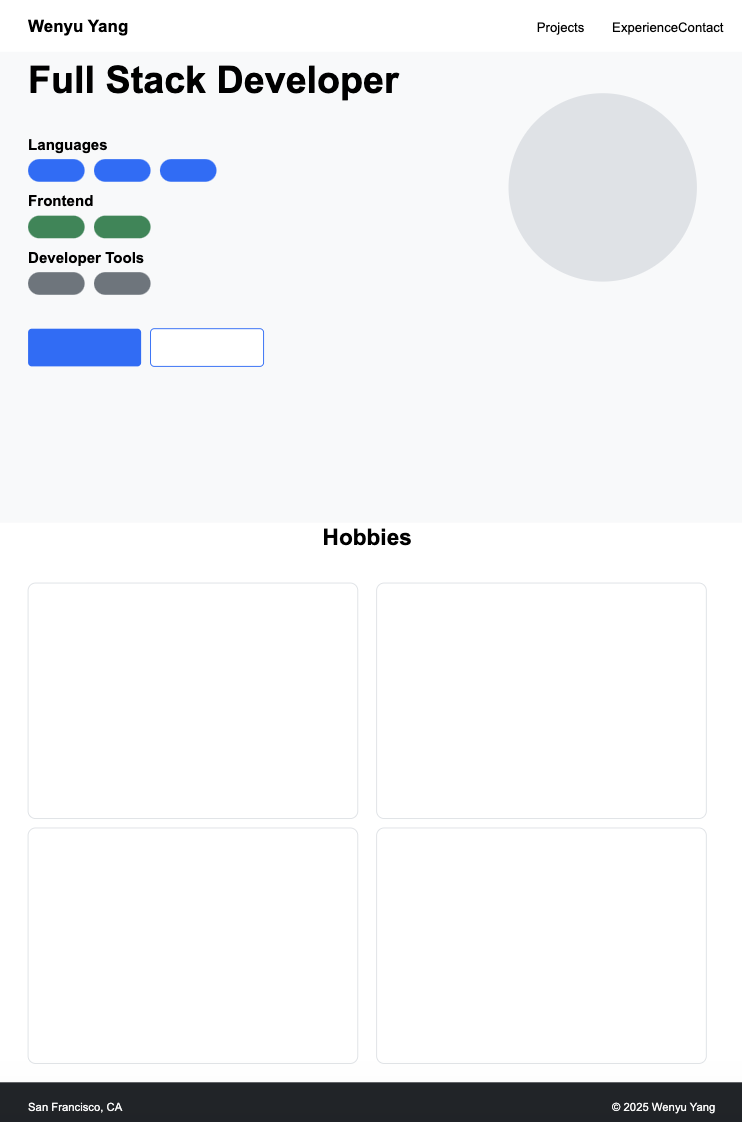 Wenyu Yang
Projects ExperienceContact
Full Stack Developer
Languages
Frontend
Developer Tools
Hobbies
San Francisco, CA
© 2025 Wenyu Yang